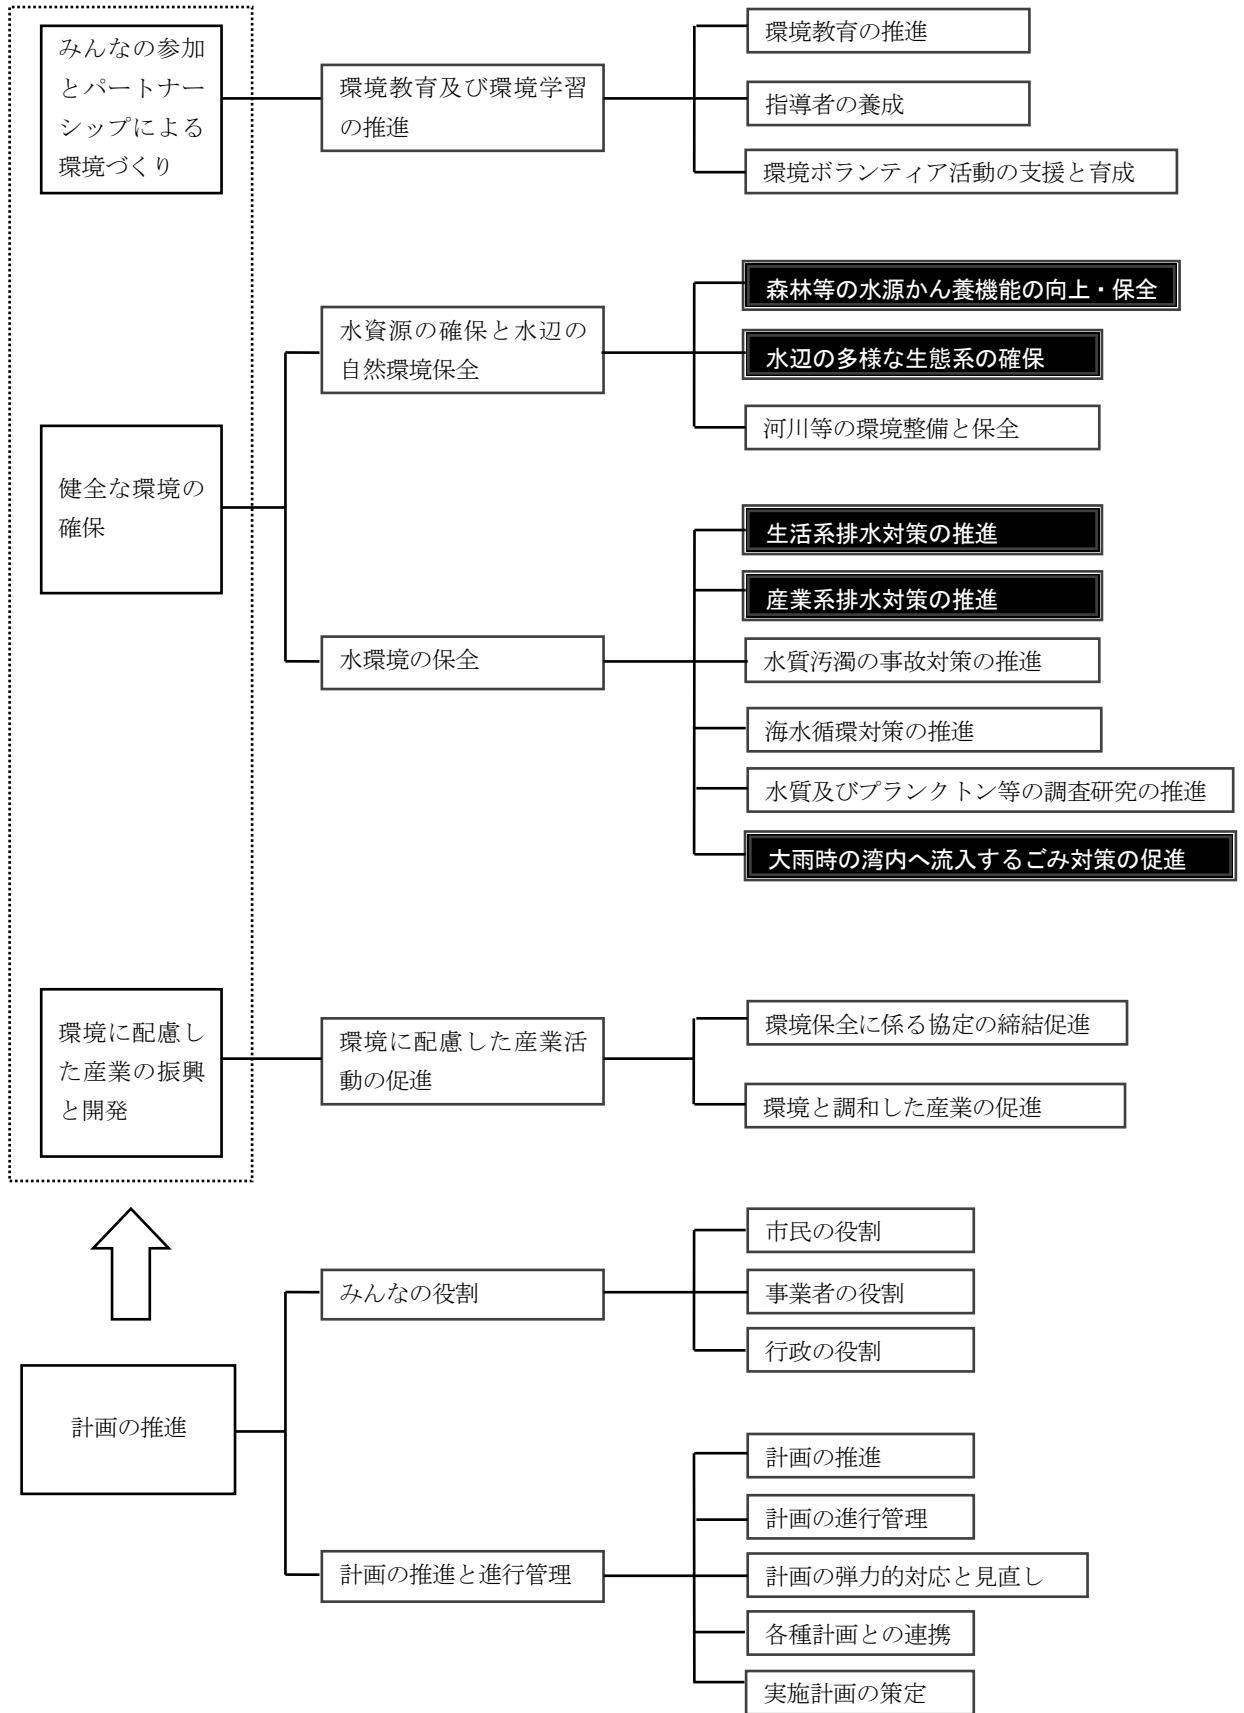 みんなの参加
とパートナー
シップによる
環境づくり
環境教育及び環境学習
の推進
環境教育の推進
指導者の養成
環境ボランティア活動の支援と育成
健全な環境の
確保
水資源の確保と水辺の
自然環境保全
森林等の水源かん養機能の向上・保全
水辺の多様な生態系の確保
河川等の環境整備と保全
水環境の保全
生活系排水対策の推進
産業系排水対策の推進
水質汚濁の事故対策の推進
海水循環対策の推進
水質及びプランクトン等の調査研究の推進
大雨時の湾内へ流入するごみ対策の促進
環境に配慮し
た産業の振興
と開発
環境に配慮した産業活
動の促進
環境保全に係る協定の締結促進
環境と調和した産業の促進
計画の推進
みんなの役割
市民の役割
事業者の役割
行政の役割
計画の推進と進行管理
計画の推進
計画の進行管理
計画の弾力的対応と見直し
各種計画との連携
実施計画の策定